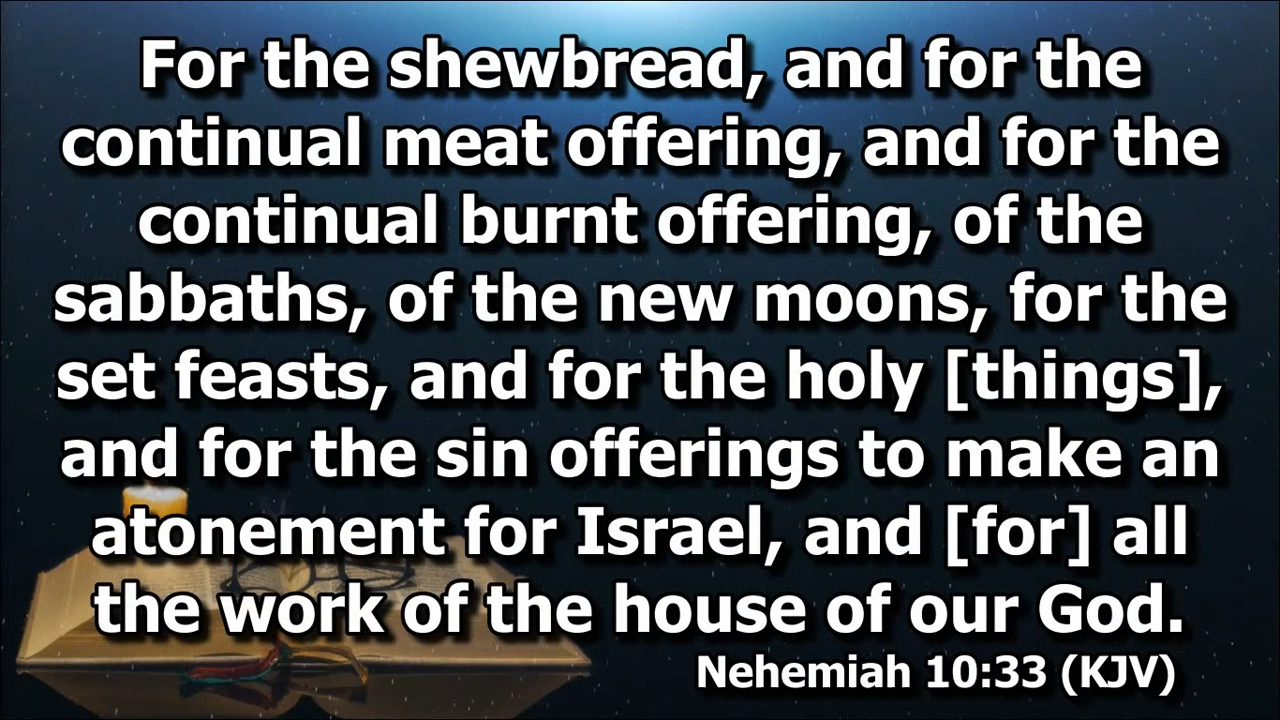 For the shewbread, and for the
continual meat offering, and for the
continual burnt offering, of the
sabbaths, of the new moons, for the
set feasts, and for the holy [things],
and for the sin offerings to make an
atonement for Israel, and [for] all
the work of the house of our God.
Nehemiah 10:33 (KJV)